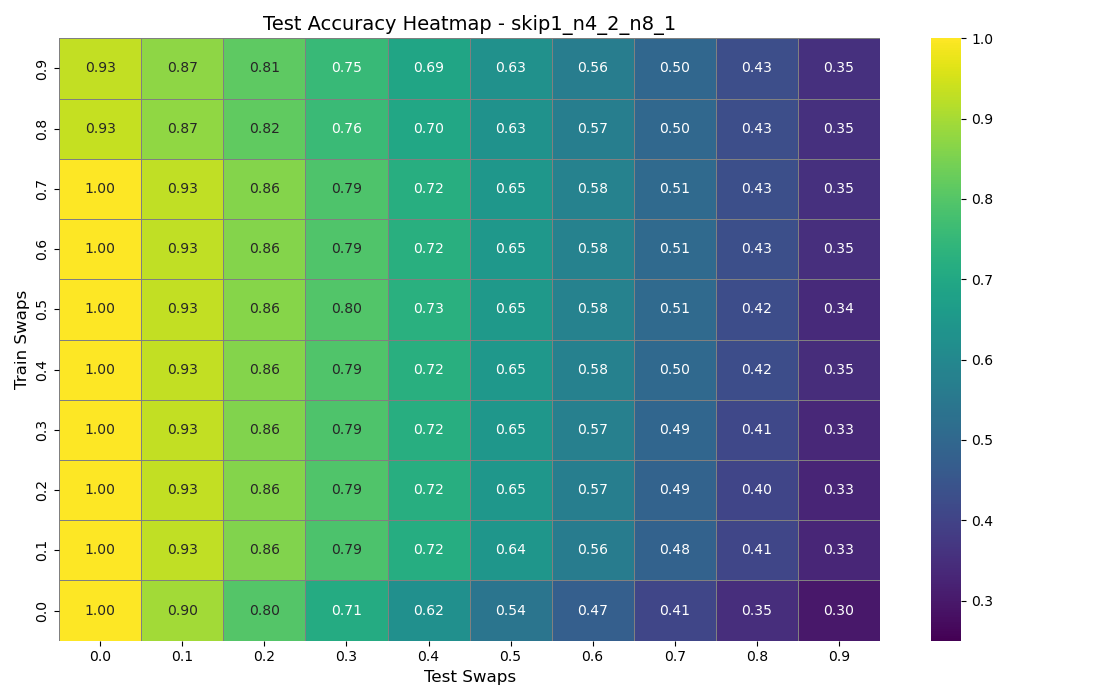 Test Accuracy Heatmap - skip1_n4_2_n8_1
Train Swaps
0.9 0.93 0.87 0.81 0.75 0.69 0.63 0.56 0.50 0.43 0.35
0.8 0.93 0.87 0.82 0.76 0.70 0.63 0.57 0.50 0.43 0.35
0.7 1.00 0.93 0.86 0.79 0.72 0.65 0.58 0.51 0.43 0.35
0.6 1.00 0.93 0.86 0.79 0.72 0.65 0.58 0.51 0.43 0.35
0.5 1.00 0.93 0.86 0.80 0.73 0.65 0.58 0.51 0.42 0.34
0.4 1.00 0.93 0.86 0.79 0.72 0.65 0.58 0.50 0.42 0.35
0.3 1.00 0.93 0.86 0.79 0.72 0.65 0.57 0.49 0.41 0.33
0.2 1.00 0.93 0.86 0.79 0.72 0.65 0.57 0.49 0.40 0.33
0.1 1.00 0.93 0.86 0.79 0.72 0.64 0.56 0.48 0.41 0.33
0.0 1.00 0.90 0.80 0.71 0.62 0.54 0.47 0.41 0.35 0.30
0.0 0.1 0.2 0.3 0.4 0.5 0.6 0.7 0.8 0.9
Test Swaps
1.0
0.9
0.8
0.7
0.6
0.5
0.4
0.3